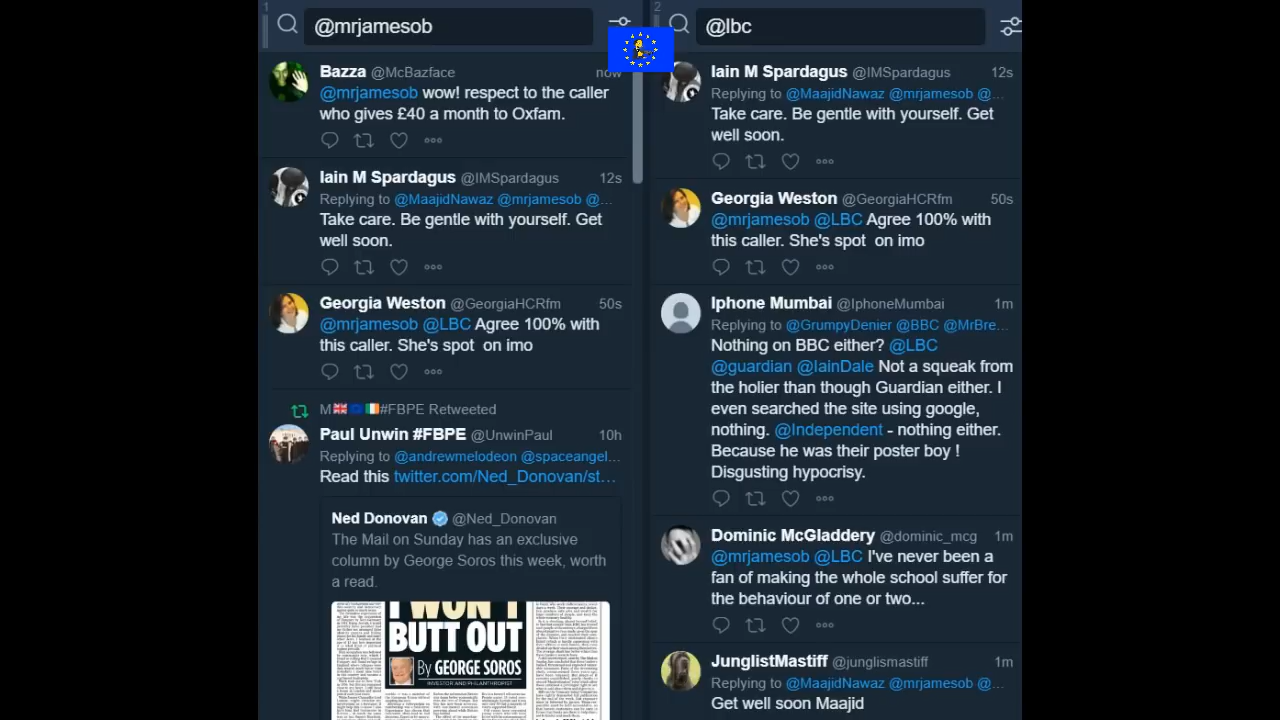 1
@mrjamesob
Bazza @McBazface now
@mrjamesob wow! respect to the caller
who gives £40 a month to Oxfam.
Iain M Spardagus @IMSpardagus 12s
Replying to @MaajidNawaz @mrjamesob @...
Take care. Be gentle with yourself. Get
well soon.
Georgia Weston @GeorgiaHCRfm 50s
@mrjamesob @LBC Agree 100% with
this caller. She's spot on imo
M #FBPE Retweeted
Paul Unwin #FBPE @UnwinPaul 10h
Replying to @andrewmelodeon @spaceangel...
Read this twitter.com/Ned_Donovan/st...
Ned Donovan @Ned_Donovan
The Mail on Sunday has an exclusive
column by George Soros this week, worth
a read.
I WON'T
BUTT OUT
By GEORGE SOROS
INVESTOR AND PHILANTHROPIST
2
@lbc
Iain M Spardagus @IMSpardagus 12s
Replying to @MaajidNawaz @mrjamesob @...
Take care. Be gentle with yourself. Get
well soon.
Georgia Weston @GeorgiaHCRfm 50s
@mrjamesob @LBC Agree 100% with
this caller. She's spot on imo
Iphone Mumbai @IphoneMumbai 1m
Replying to @GrumpyDenier @BBC @MrBre...
Nothing on BBC either? @LBC
@guardian @IainDale Not a squeak from
the holier than though Guardian either. I
even searched the site using google,
nothing. @Independent - nothing either.
Because he was their poster boy !
Disgusting hypocrisy.
Dominic McGladdery @dominic_mcg 1m
@mrjamesob @LBC I've never been a
fan of making the whole school suffer for
the behaviour of one or two...
Junglismastiff @junglismastiff 1m
Replying to @MaajidNawaz @mrjamesob @...
Get well soon Maajid